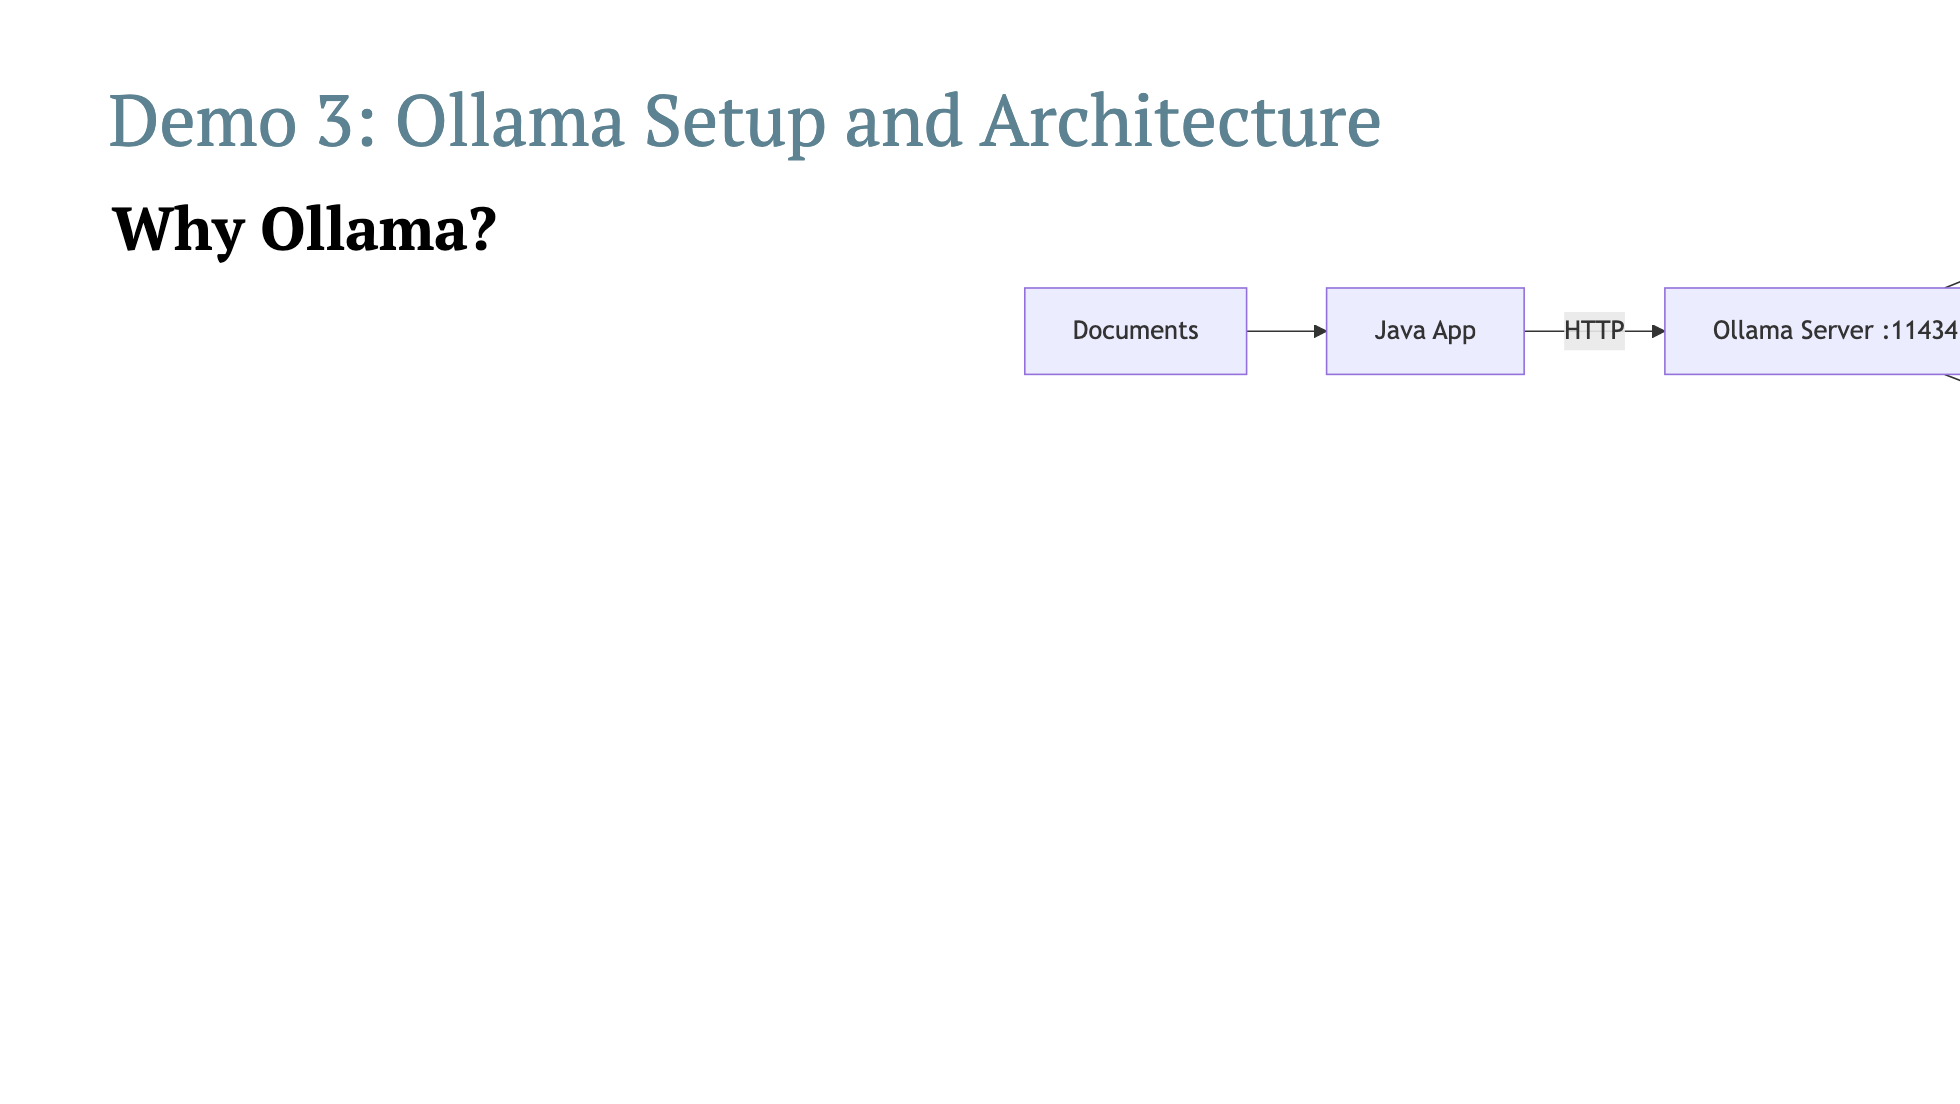 Demo 3: Ollama Setup and Architecture
Why Ollama?
Documents
Java App
HTTP
Ollama Server :11434